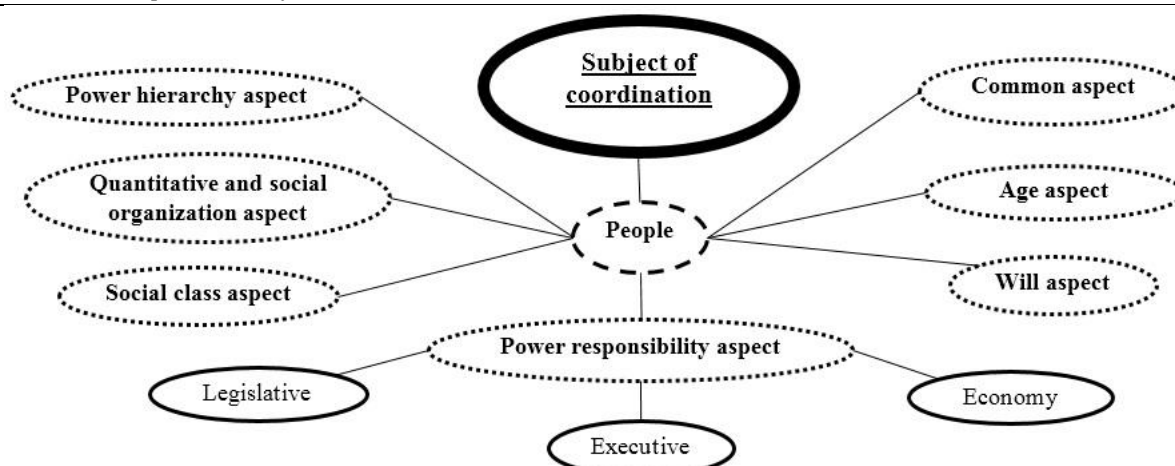 Subject of
coordination
Power hierarchy aspect
Common aspect
Quantitative and social
organization aspect
Age aspect
People
Social class aspect
Will aspect
Power responsibility aspect
Legislative
Economy
Executive